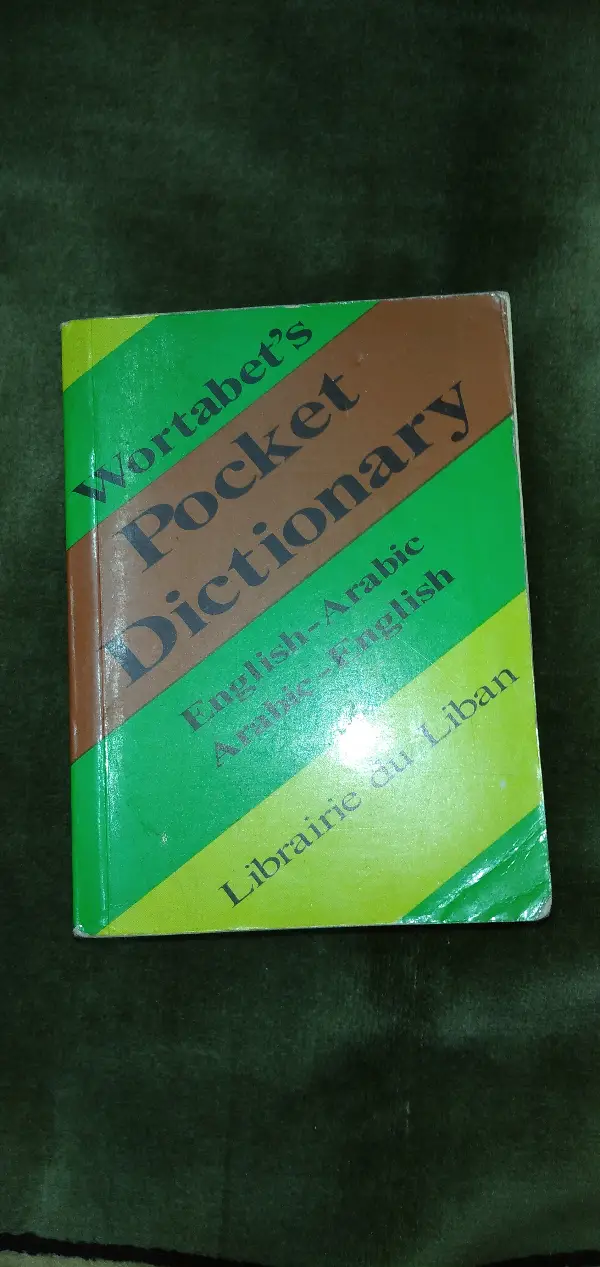 Wortabet's
Pocket
Dictionary
English-Arabic
Arabic-English
Librairie du Liban